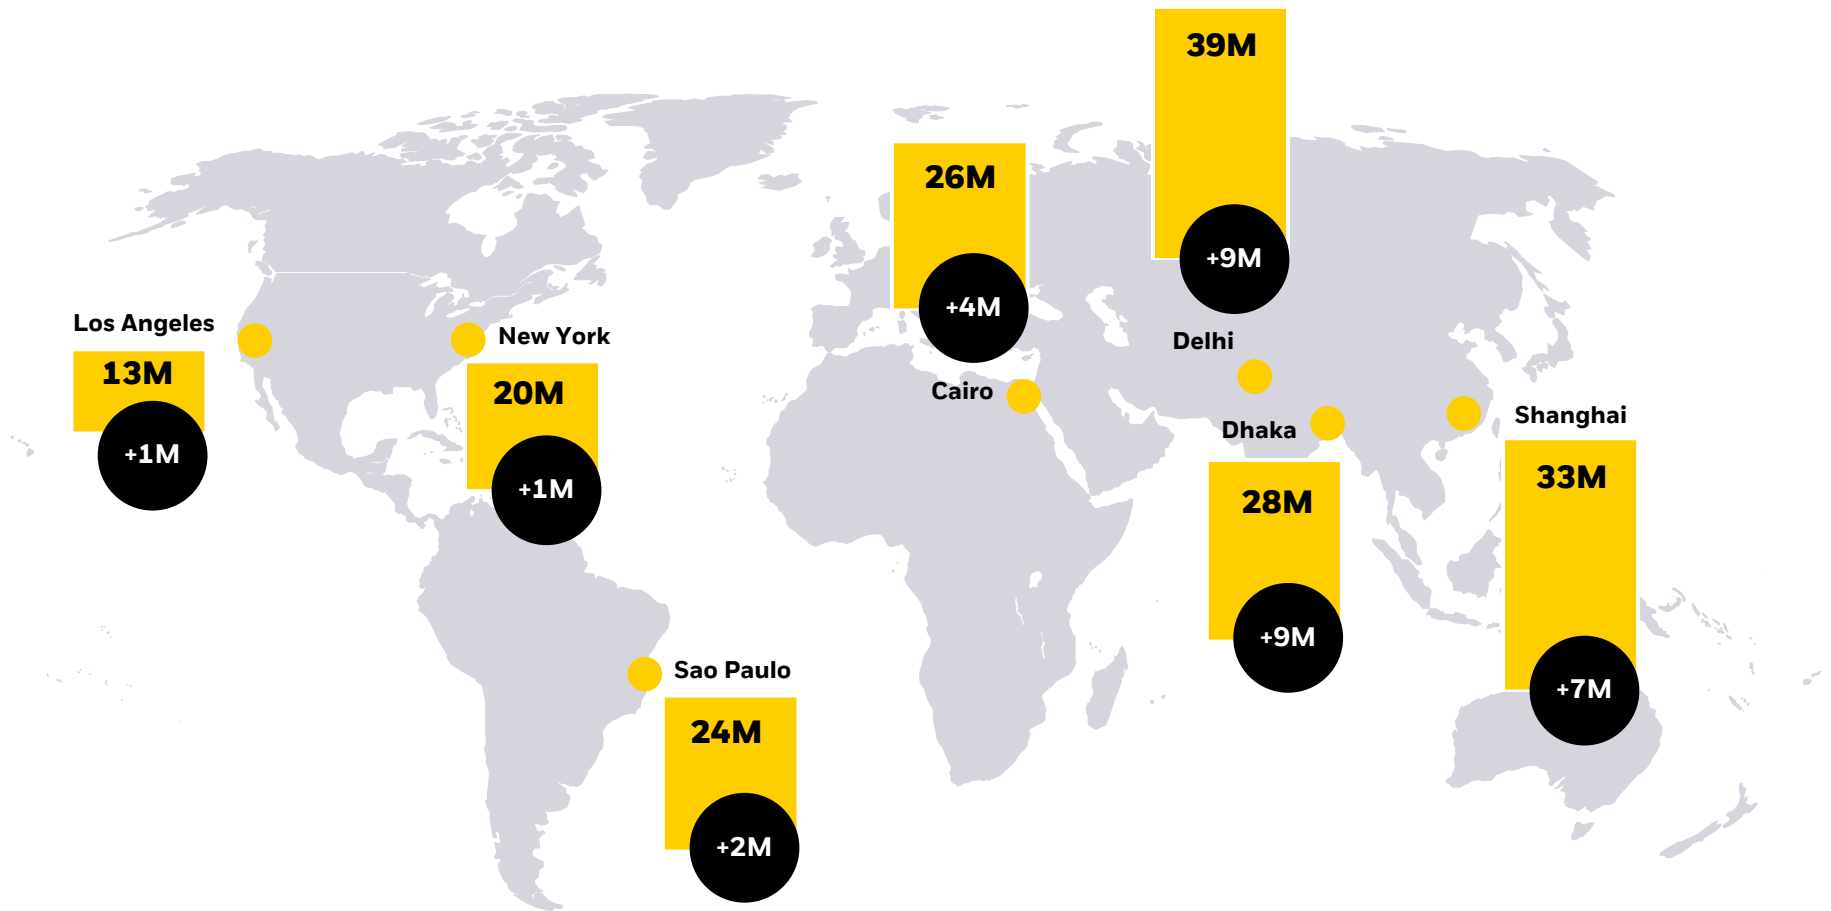 39M
+9M
26M
+4M
Los Angeles
13M
+1M
New York
20M
+1M
Delhi
Cairo
Dhaka
28M
+9M
Shanghai
33M
+7M
Sao Paulo
24M
+2M